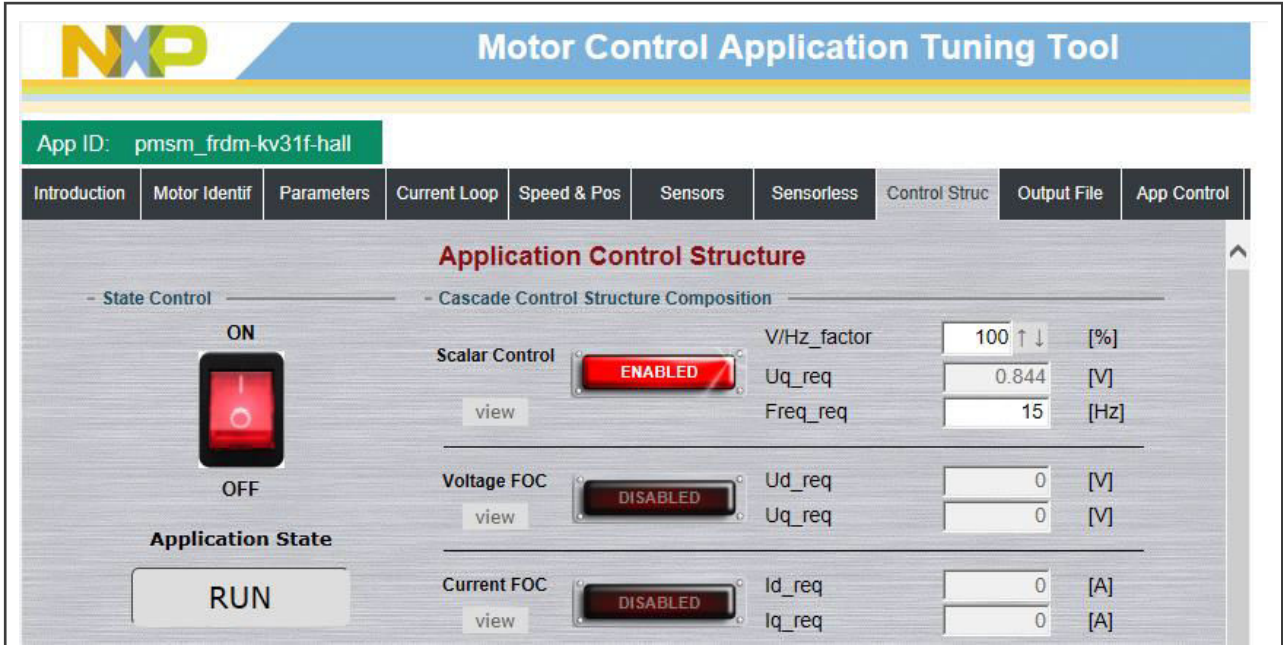 NXP
Motor Control Application Tuning Tool
App ID: pmsm_frdm-kv31f-hall
Introduction Motor Identif Parameters Current Loop Speed & Pos Sensors Sensorless Control Struc Output File App Control
Application Control Structure
- State Control
- Cascade Control Structure Composition
ON
OFF
Application State
RUN
Scalar Control ENABLED
view
V/Hz_factor 100 ↑↓ [%]
Uq_req 0.844 [V]
Freq_req 15 [Hz]
Voltage FOC DISABLED
view
Ud_req 0 [V]
Uq_req 0 [V]
Current FOC DISABLED
view
Id_req 0 [A]
Iq_req 0 [A]